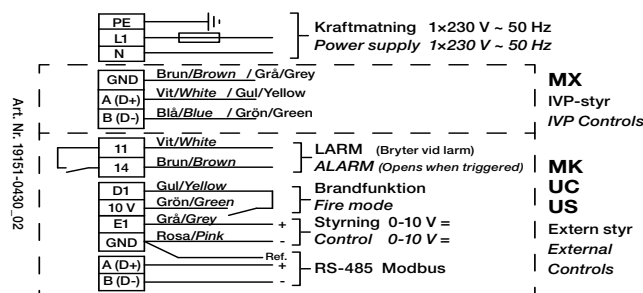 PE
L1
N
Kraftmatning 1×230 V ~ 50 Hz
Power supply 1×230 V ~ 50 Hz
GND Brun/Brown / Grå/Grey
A (D+) Vit/White / Gul/Yellow
B (D-) Blå/Blue / Grön/Green
MX
IVP-styr
IVP Controls
Art. Nr. 19151-0430_02
11 Vit/White
14 Brun/Brown
LARM (Bryter vid larm)
ALARM (Opens when triggered)
D1 Gul/Yellow
10 V Grön/Green
Brandfunktion
Fire mode
E1 Grå/Grey +
GND Rosa/Pink -
Styrning 0-10 V =
Control 0-10 V =
Ref.
A (D+) +
B (D-) -
RS-485 Modbus
MK
UC
US
Extern styr
External
Controls